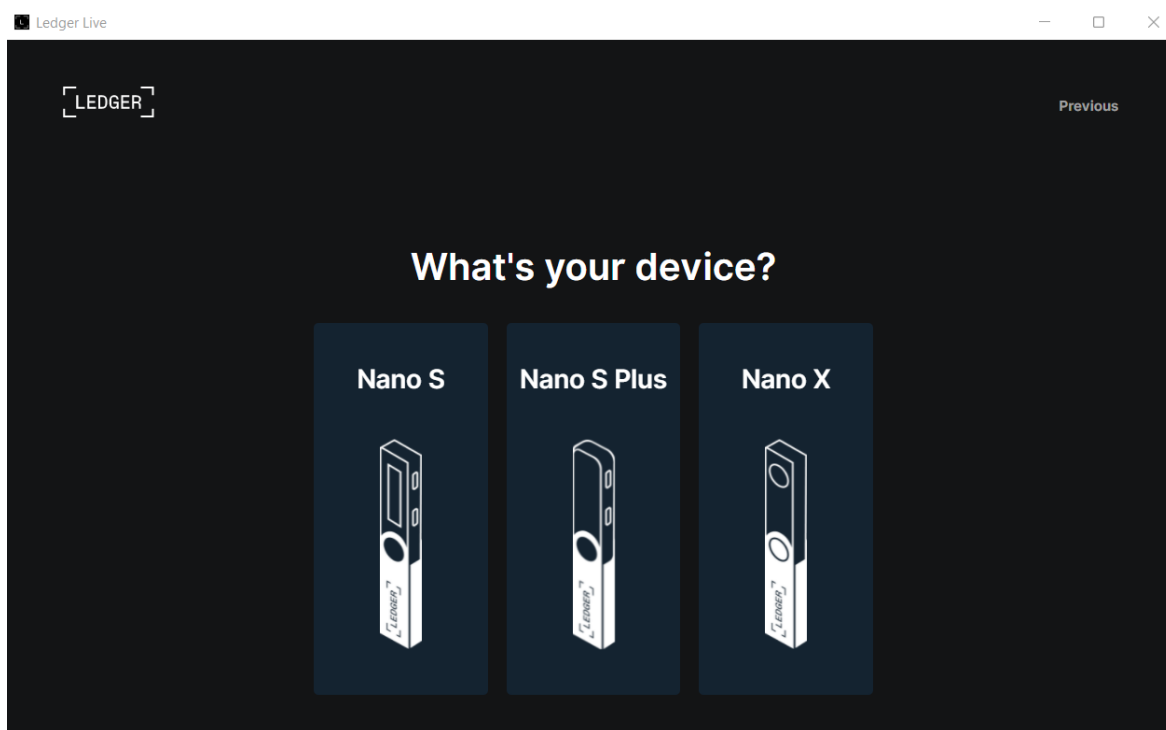 Ledger Live
LEDGER
Previous
What's your device?
Nano S
Nano S Plus
Nano X
LEDGER
LEDGER
LEDGER